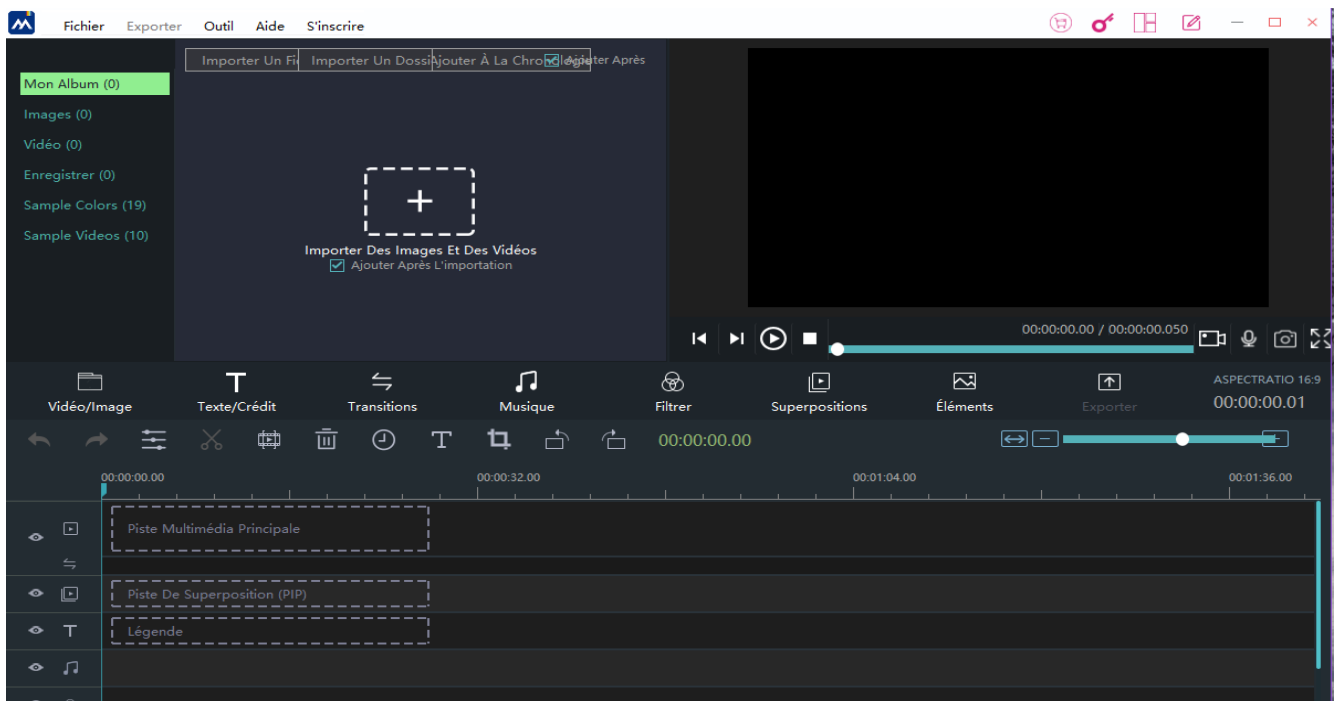 Fichier Exporter Outil Aide S'inscrire
Importer Un Fi Importer Un Dossi Ajouter À La Chronologie Ajouter Après
Mon Album (0)
Images (0)
Vidéo (0)
Enregistrer (0)
Sample Colors (19)
Sample Videos (10)
Importer Des Images Et Des Vidéos
Ajouter Après L'importation
00:00:00.00 / 00:00:00.050
Vidéo/Image Texte/Crédit Transitions Musique Filtrer Superpositions Éléments Exporter
ASPECTRATIO 16:9
00:00:00.01
00:00:00.00
00:00:00.00 00:00:32.00 00:01:04.00 00:01:36.00
Piste Multimédia Principale
Piste De Superposition (PIP)
Légende